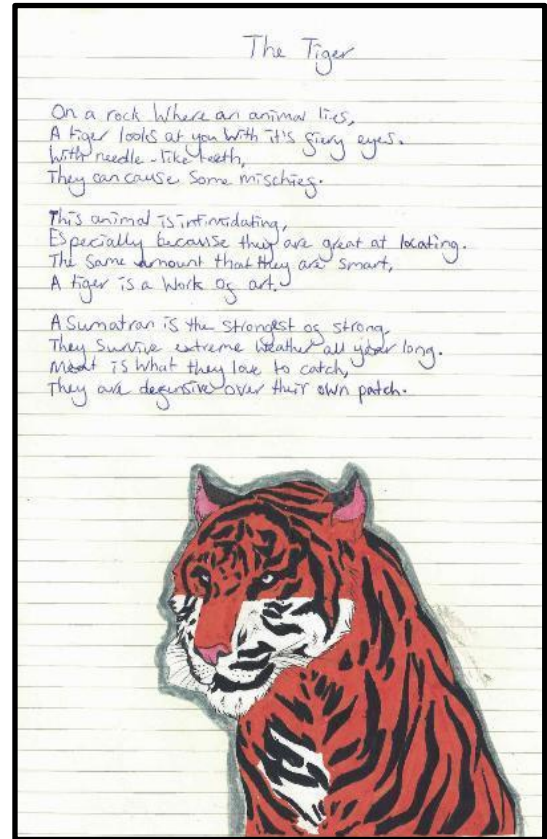 The Tiger
On a rock Where an animal lies,
A tiger looks at you With it's fiery eyes.
With needle-like teeth,
They can cause Some mischief.
This animal is intimidating,
Especially becausse they are great at locating.
The Same amount that they are Smart,
A tiger is a Work of art.
A Sumatran is the Strongest of strong,
They Survive extreme Weather all year long.
Meat is What they love to catch,
They are defensive over their own patch.